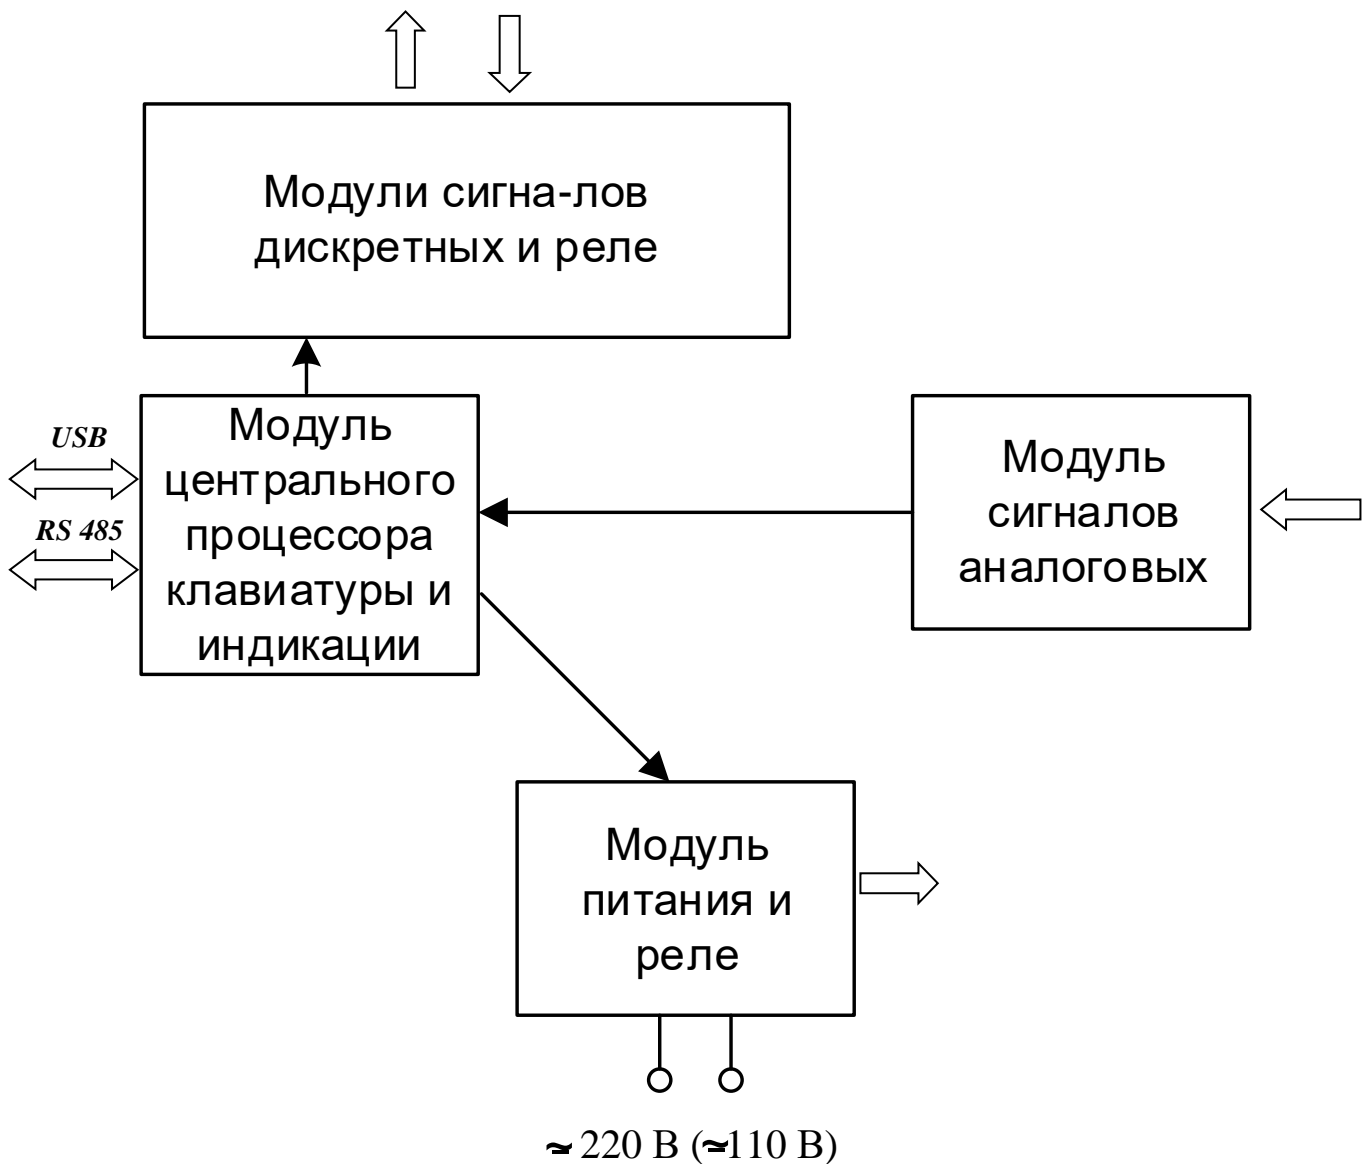 Модули сигна-лов
дискретных и реле
USB
RS 485
Модуль
центрального
процессора
клавиатуры и
индикации
Модуль
сигналов
аналоговых
Модуль
питания и
реле
≃ 220 В (≃110 В)